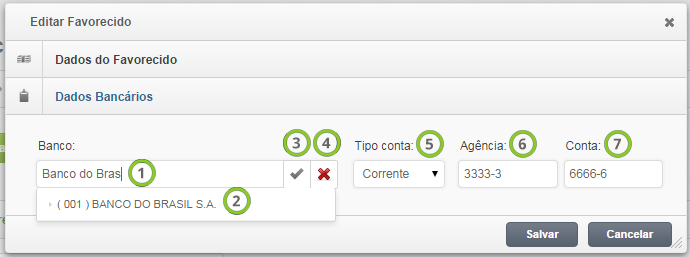 Editar Favorecido
Dados do Favorecido
Dados Bancários
Banco: 3 4 Tipo conta: 5 Agência: 6 Conta: 7
Banco do Bras 1 Corrente 3333-3 6666-6
( 001 ) BANCO DO BRASIL S.A. 2
Salvar Cancelar